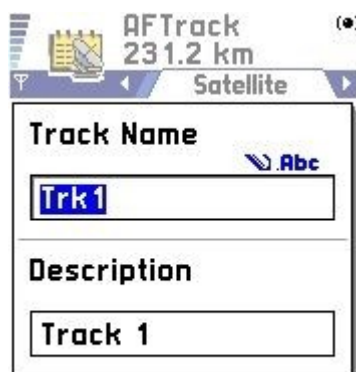 AFTrack
231.2 km
Satellite
Track Name
.Abc
Trk1
Description
Track 1